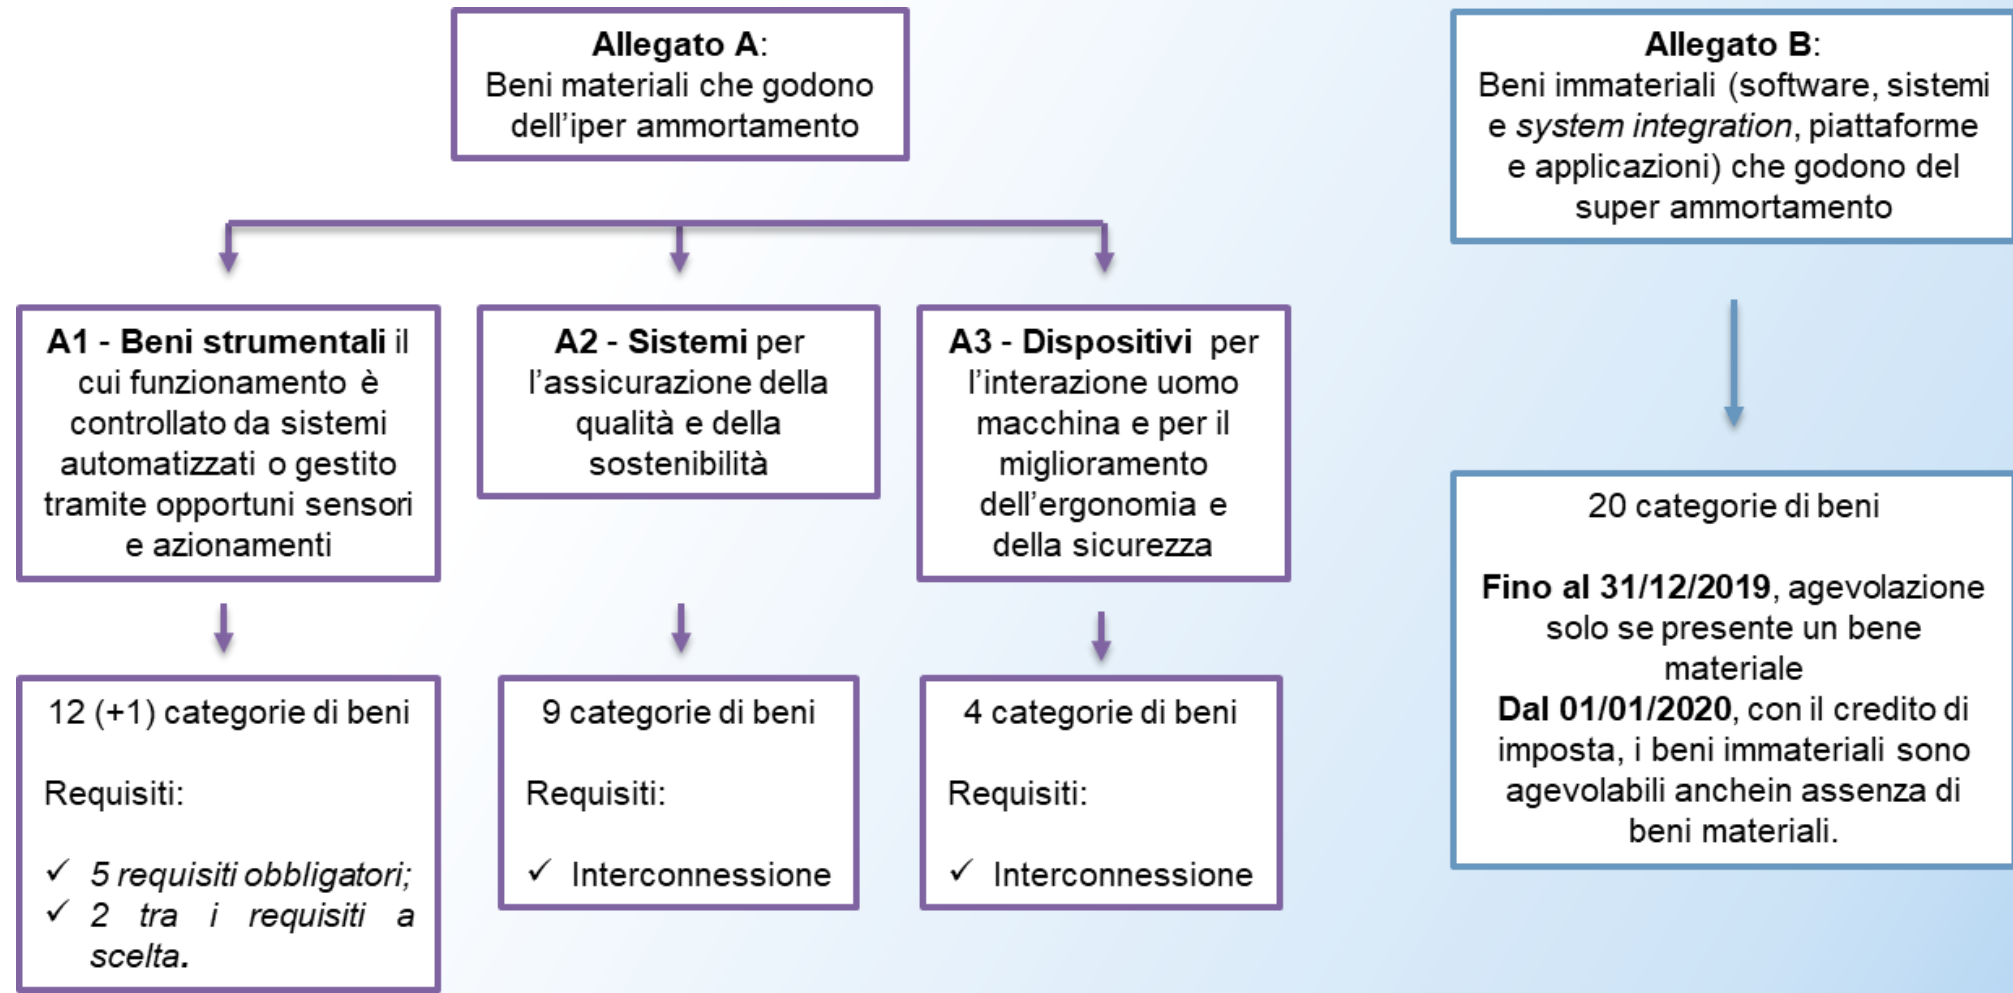 Allegato A:
Beni materiali che godono
dell'iper ammortamento
Allegato B:
Beni immateriali (software, sistemi
e system integration, piattaforme
e applicazioni) che godono del
super ammortamento
A1 - Beni strumentali il
cui funzionamento è
controllato da sistemi
automatizzati o gestito
tramite opportuni sensori
e azionamenti
A2 - Sistemi per
l'assicurazione della
qualità e della
sostenibilità
A3 - Dispositivi per
l'interazione uomo
macchina e per il
miglioramento
dell'ergonomia e
della sicurezza
12 (+1) categorie di beni
Requisiti:
✓ 5 requisiti obbligatori;
✓ 2 tra i requisiti a
scelta.
9 categorie di beni
Requisiti:
✓ Interconnessione
4 categorie di beni
Requisiti:
✓ Interconnessione
20 categorie di beni
Fino al 31/12/2019, agevolazione
solo se presente un bene
materiale
Dal 01/01/2020, con il credito di
imposta, i beni immateriali sono
agevolabili anchein assenza di
beni materiali.